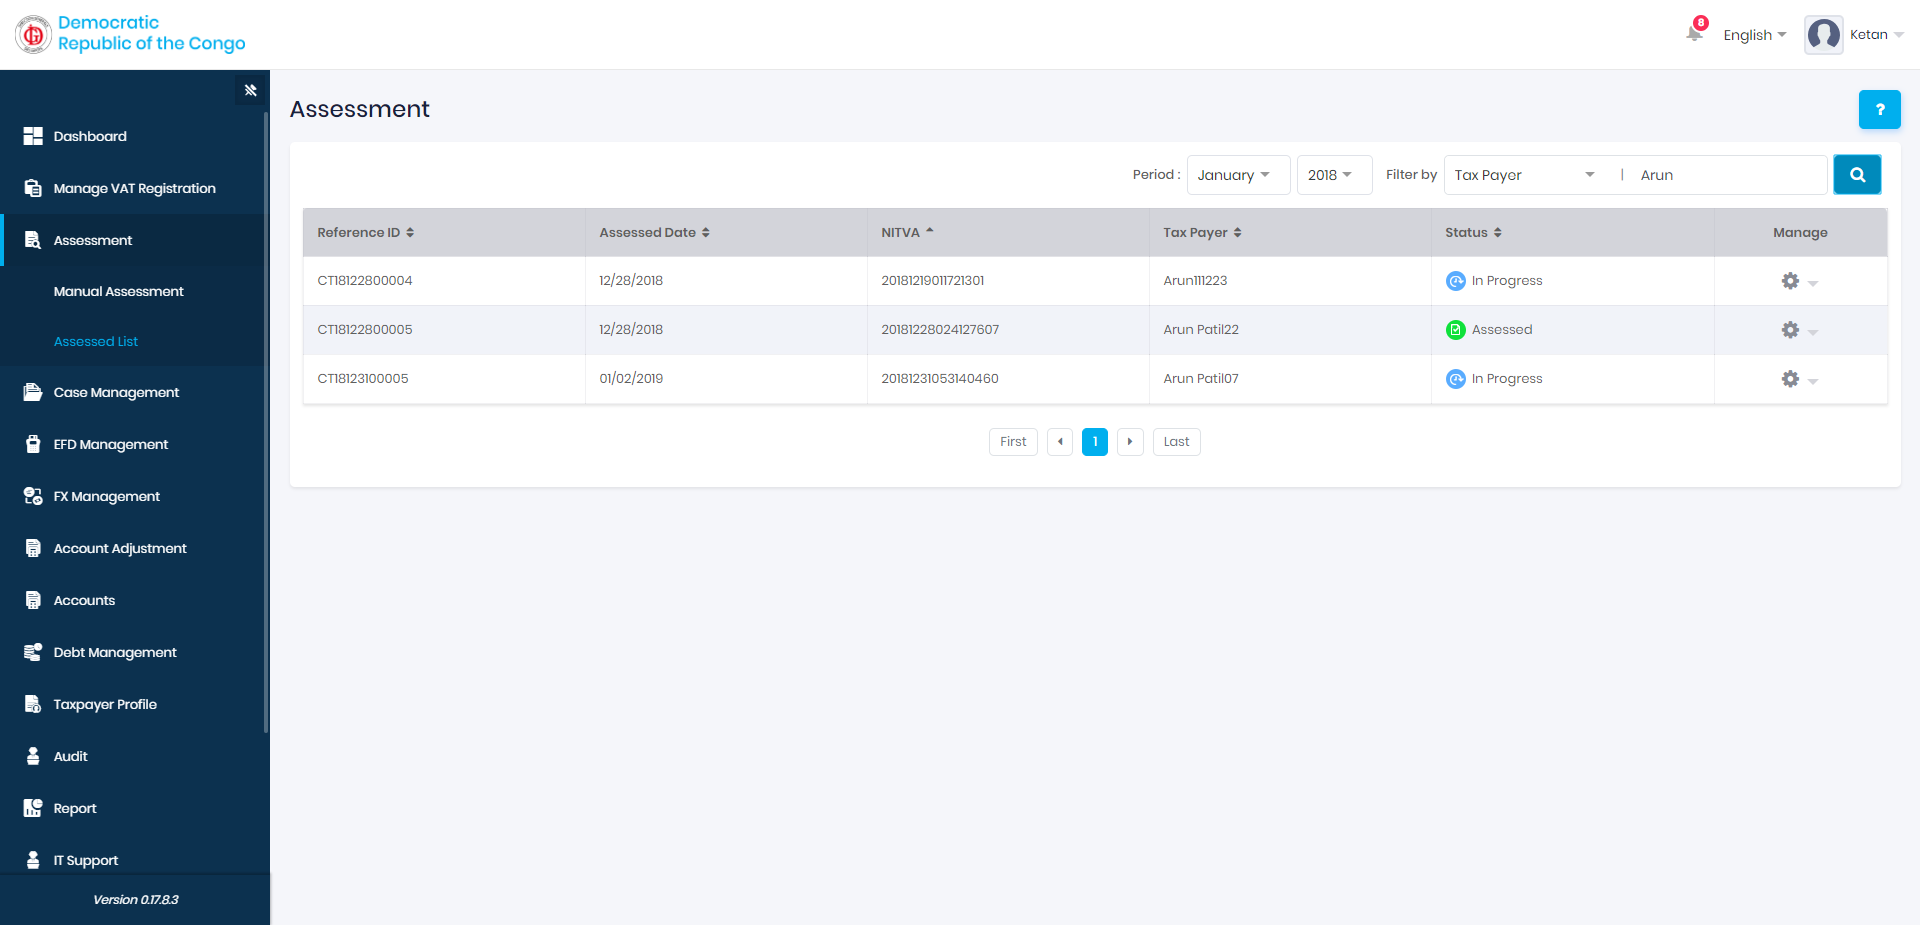 Democratic
Republic of the Congo
8
English
Ketan
Dashboard
Manage VAT Registration
Assessment
Manual Assessment
Assessed List
Case Management
EFD Management
FX Management
Account Adjustment
Accounts
Debt Management
Taxpayer Profile
Audit
Report
IT Support
Version 0.17.8.3
Assessment
?
Period : January 2018 Filter by Tax Payer | Arun
Reference ID Assessed Date NITVA Tax Payer Status Manage
CT18122800004 12/28/2018 20181219011721301 Arun111223 In Progress
CT18122800005 12/28/2018 20181228024127607 Arun Patil22 Assessed
CT18123100005 01/02/2019 20181231053140460 Arun Patil07 In Progress
First 1 Last